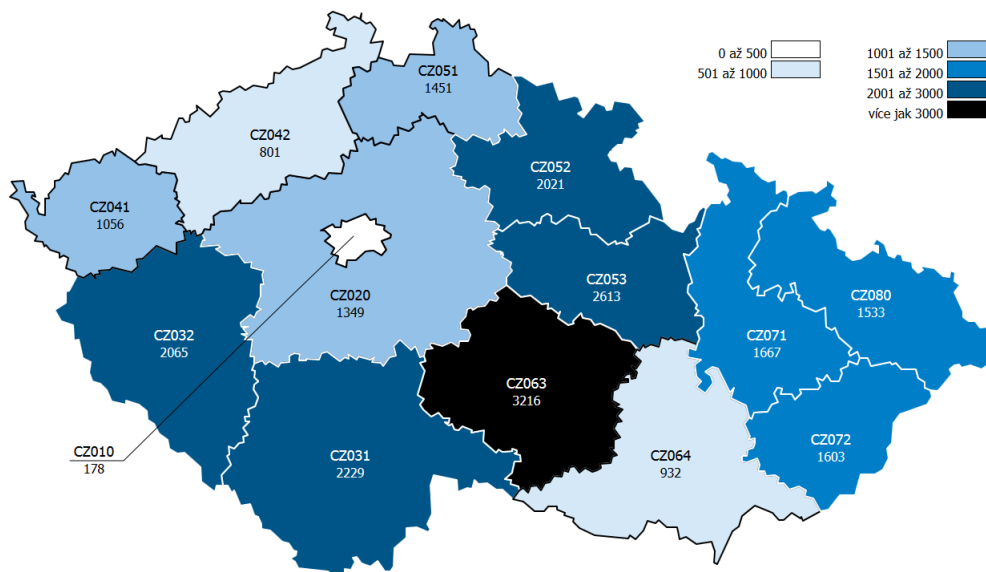 0 až 500
501 až 1000
1001 až 1500
1501 až 2000
2001 až 3000
více jak 3000
CZ051
1451
CZ042
801
CZ052
2021
CZ041
1056
CZ053
2613
CZ020
1349
CZ080
1533
CZ032
2065
CZ071
1667
CZ063
3216
CZ010
178
CZ031
2229
CZ064
932
CZ072
1603